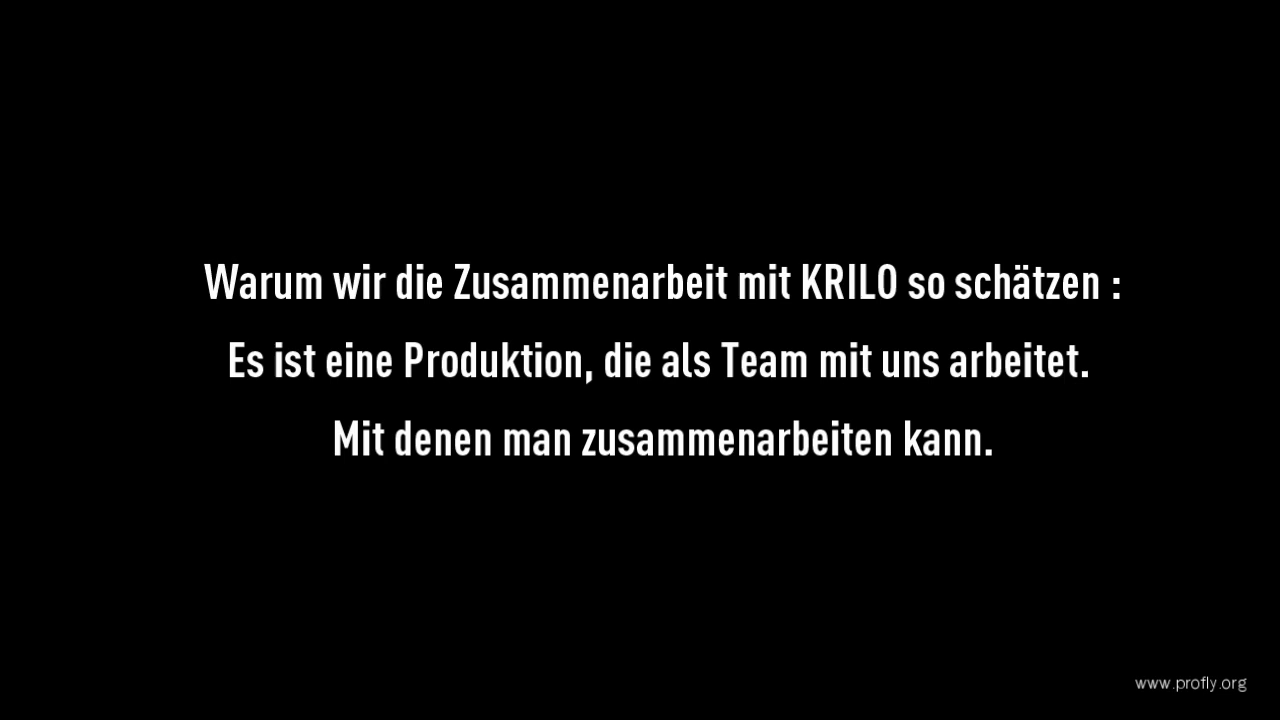 Warum wir die Zusammenarbeit mit KRILO so schätzen :
Es ist eine Produktion, die als Team mit uns arbeitet.
Mit denen man zusammenarbeiten kann.
www.profly.org